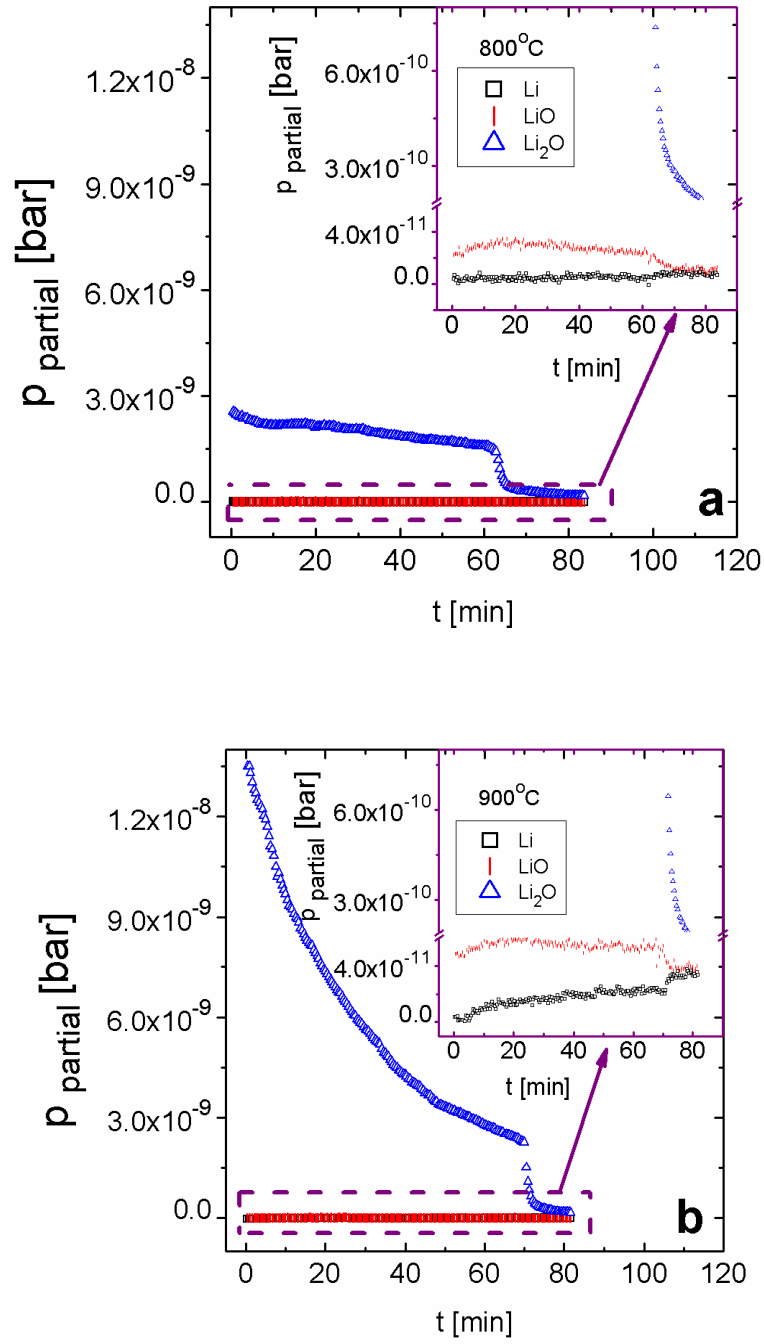 1.2x10⁻⁸
9.0x10⁻⁹
6.0x10⁻⁹
3.0x10⁻⁹
0.0
p partial [bar]
0 20 40 60 80 100 120
t [min]
a
800°C
Li
LiO
Li₂O
6.0x10⁻¹⁰
3.0x10⁻¹⁰
4.0x10⁻¹¹
0.0
p partial [bar]
0 20 40 60 80
t [min]
1.2x10⁻⁸
9.0x10⁻⁹
6.0x10⁻⁹
3.0x10⁻⁹
0.0
p partial [bar]
0 20 40 60 80 100 120
t [min]
b
900°C
Li
LiO
Li₂O
6.0x10⁻¹⁰
3.0x10⁻¹⁰
4.0x10⁻¹¹
0.0
p partial [bar]
0 20 40 60 80
t [min]